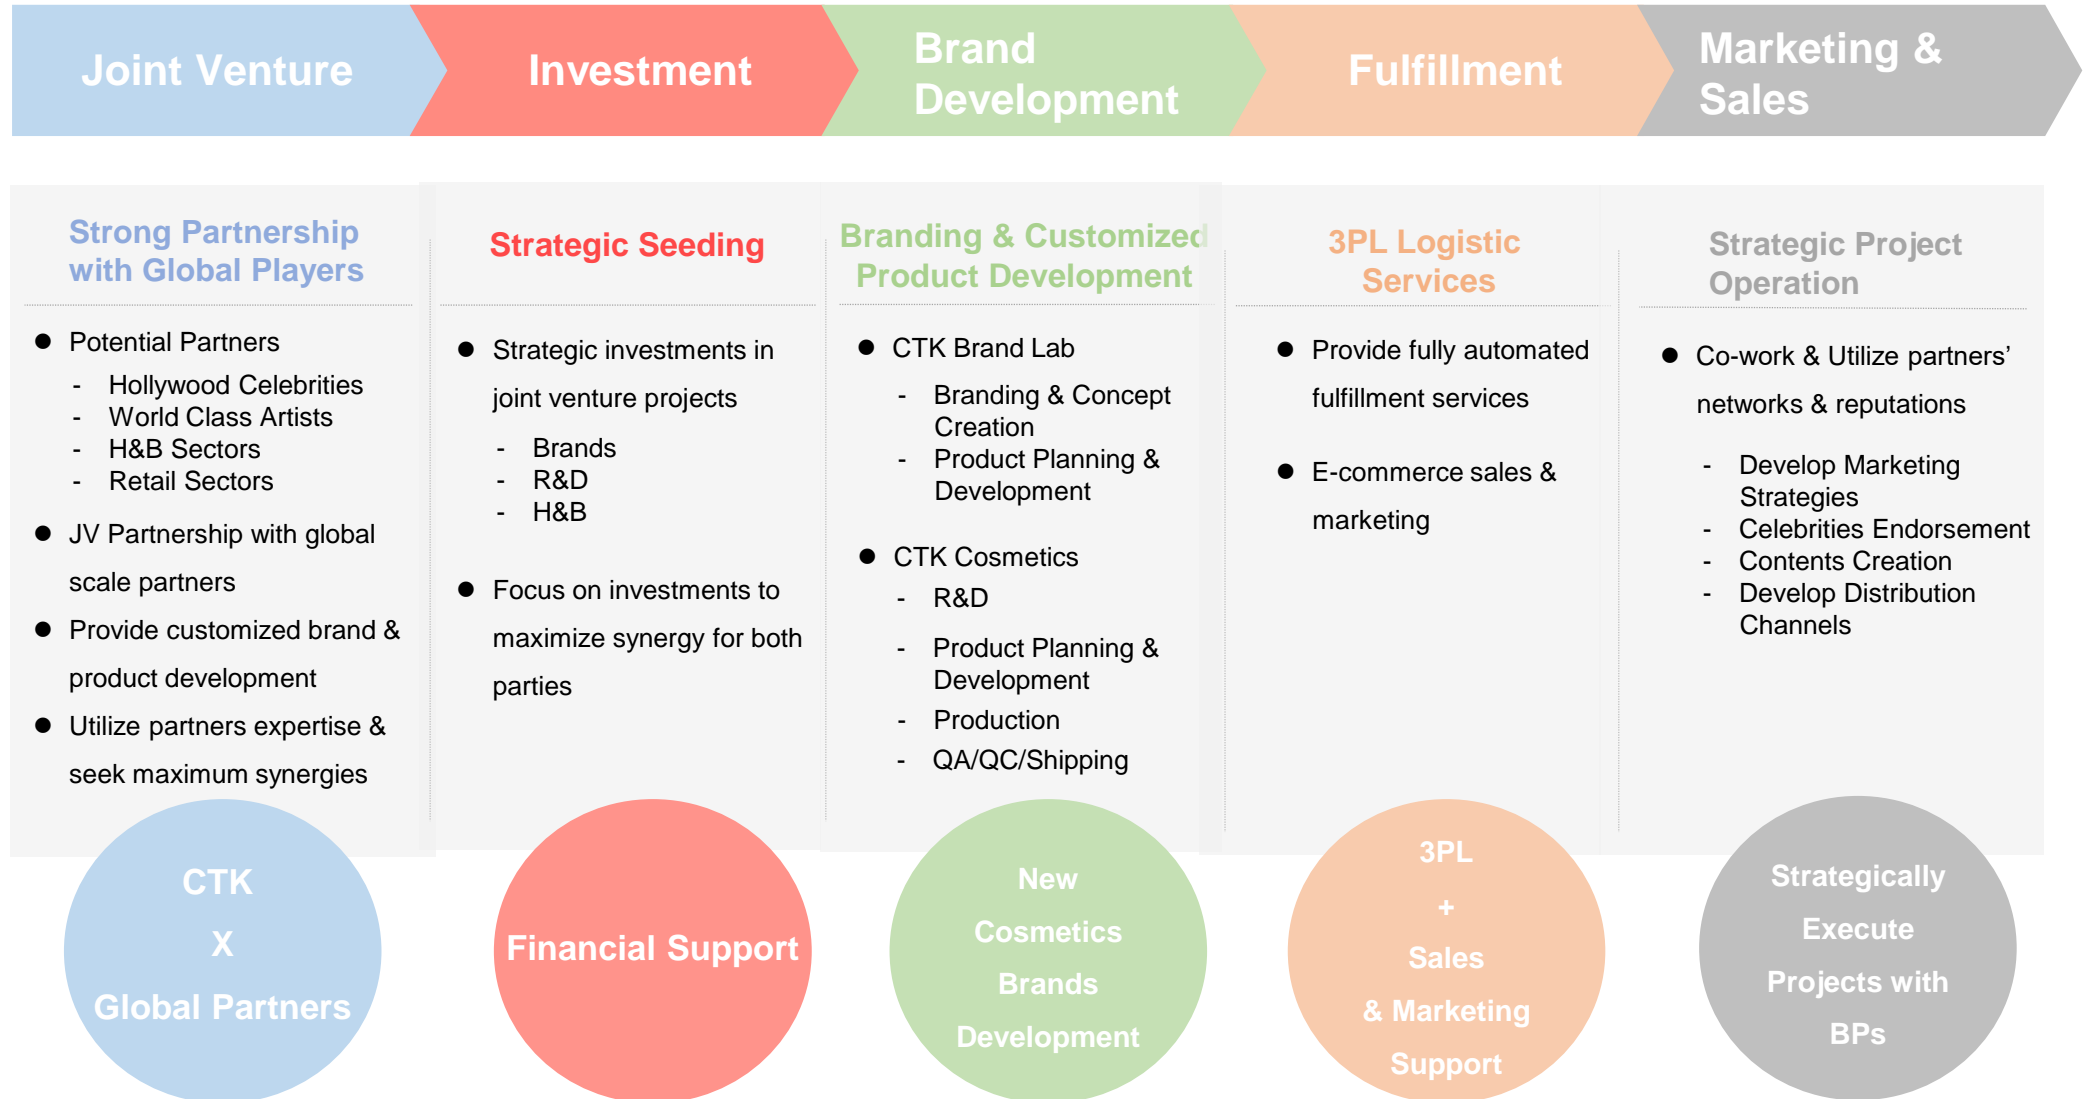 Joint Venture
Investment
Brand
Development
Fulfillment
Marketing &
Sales
Strong Partnership
with Global Players
● Potential Partners
- Hollywood Celebrities
- World Class Artists
- H&B Sectors
- Retail Sectors
● JV Partnership with global
scale partners
● Provide customized brand &
product development
● Utilize partners expertise &
seek maximum synergies
CTK
X
Global Partners
Strategic Seeding
● Strategic investments in
joint venture projects
- Brands
- R&D
- H&B
● Focus on investments to
maximize synergy for both
parties
Financial Support
Branding & Customized
Product Development
● CTK Brand Lab
- Branding & Concept
Creation
- Product Planning &
Development
● CTK Cosmetics
- R&D
- Product Planning &
Development
- Production
- QA/QC/Shipping
New
Cosmetics
Brands
Development
3PL Logistic
Services
● Provide fully automated
fulfillment services
● E-commerce sales &
marketing
3PL
+
Sales
& Marketing
Support
Strategic Project
Operation
● Co-work & Utilize partners’
networks & reputations
- Develop Marketing
Strategies
- Celebrities Endorsement
- Contents Creation
- Develop Distribution
Channels
Strategically
Execute
Projects with
BPs